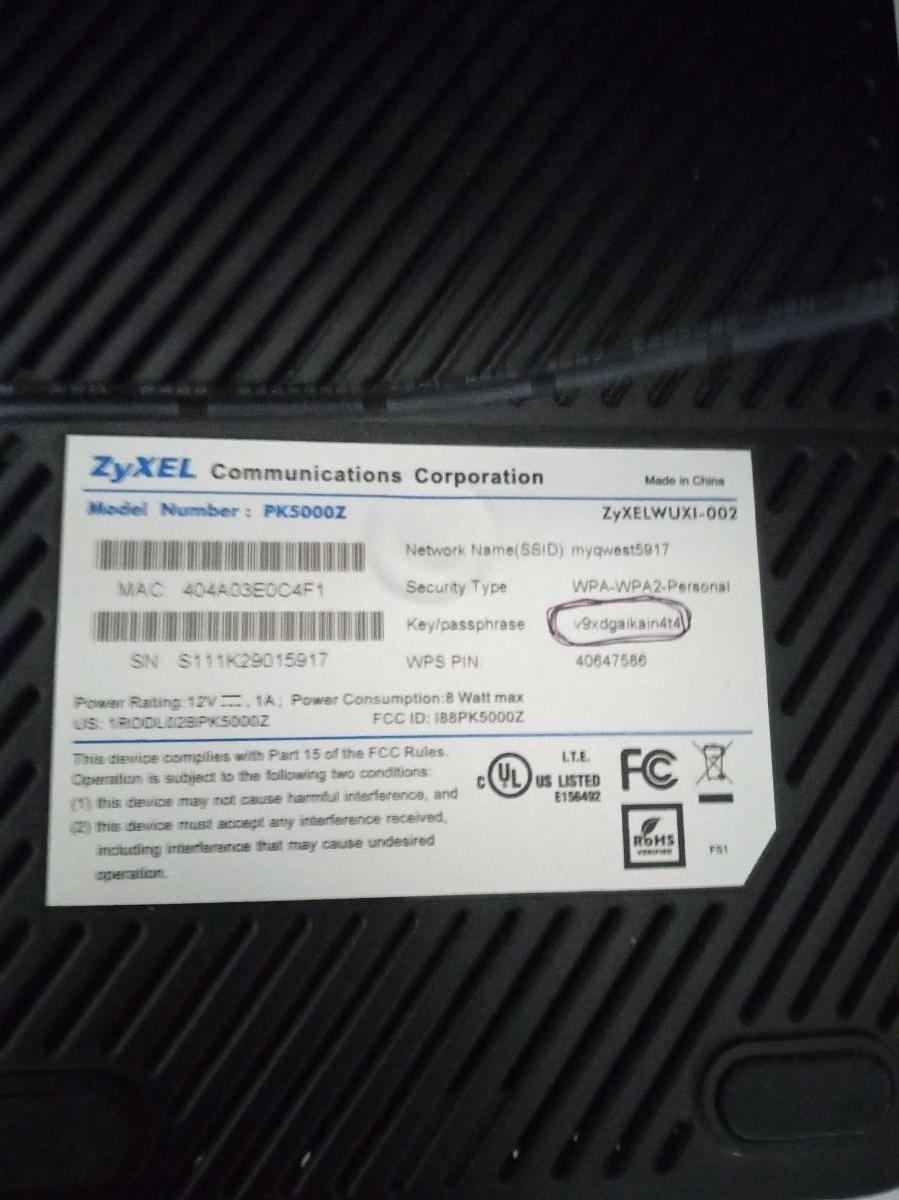 ZyXEL Communications Corporation
Made in China
Model Number : PK5000Z
ZyXELWUXI-002
Network Name(SSID) myqwest5917
MAC 404A03E0C4F1
Security Type WPA-WPA2-Personal
Key/passphrase v9xdgaikain4t4
SN S111K29015917
WPS PIN 40647586
Power Rating:12V ⎓, 1A; Power Consumption:8 Watt max
US: FCC ID: I88PK5000Z
This device complies with Part 15 of the FCC Rules.
Operation is subject to the following two conditions:
(1) this device may not cause harmful interference, and
(2) this device must accept any interference received,
including interference that may cause undesired
operation.
c UL US LISTED
I.T.E.
E156492
FC
RoHS
VERIFIED
FS1